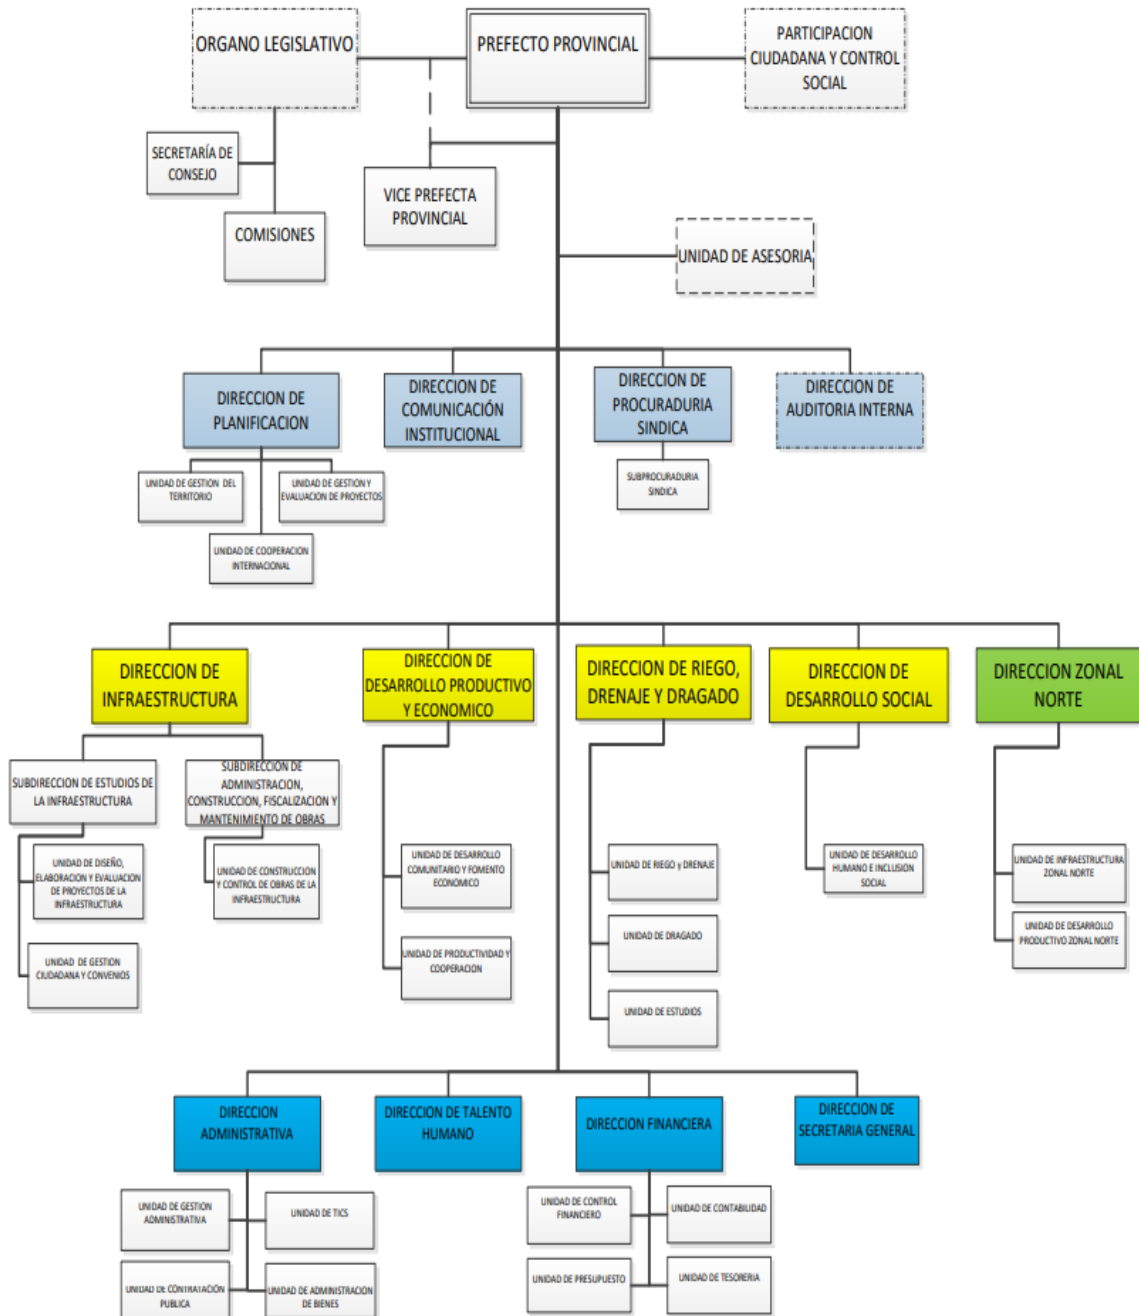 ORGANO LEGISLATIVO
PREFECTO PROVINCIAL
PARTICIPACION
CIUDADANA Y CONTROL
SOCIAL
SECRETARÍA DE
CONSEJO
COMISIONES
VICE PREFECTA
PROVINCIAL
UNIDAD DE ASESORIA
DIRECCION DE
PLANIFICACION
DIRECCION DE
COMUNICACIÓN
INSTITUCIONAL
DIRECCION DE
PROCURADURIA
SINDICA
DIRECCION DE
AUDITORIA INTERNA
UNIDAD DE GESTION DEL
TERRITORIO
UNIDAD DE GESTION Y
EVALUACION DE PROYECTOS
UNIDAD DE COOPERACION
INTERNACIONAL
SUBPROCURADURIA
SINDICA
DIRECCION DE
INFRAESTRUCTURA
DIRECCION DE
DESARROLLO PRODUCTIVO
Y ECONOMICO
DIRECCION DE RIEGO,
DRENAJE Y DRAGADO
DIRECCION DE
DESARROLLO SOCIAL
DIRECCION ZONAL
NORTE
SUBDIRECCION DE ESTUDIOS DE
LA INFRAESTRUCTURA
SUBDIRECCION DE
ADMINISTRACION,
CONSTRUCCION, FISCALIZACION Y
MANTENIMIENTO DE OBRAS
UNIDAD DE DISEÑO,
ELABORACION Y EVALUACION
DE PROYECTOS DE LA
INFRAESTRUCTURA
UNIDAD DE CONSTRUCCION
Y CONTROL DE OBRAS DE LA
INFRAESTRUCTURA
UNIDAD DE GESTION
CIUDADANA Y CONVENIOS
UNIDAD DE DESARROLLO
COMUNITARIO Y FOMENTO
ECONOMICO
UNIDAD DE PRODUCTIVIDAD Y
COOPERACION
UNIDAD DE RIEGO y DRENAJE
UNIDAD DE DRAGADO
UNIDAD DE ESTUDIOS
UNIDAD DE DESARROLLO
HUMANO E INCLUSION
SOCIAL
UNIDAD DE INFRAESTRUCTURA
ZONAL NORTE
UNIDAD DE DESARROLLO
PRODUCTIVO ZONAL NORTE
DIRECCION
ADMINISTRATIVA
DIRECCION DE TALENTO
HUMANO
DIRECCION FINANCIERA
DIRECCION DE
SECRETARIA GENERAL
UNIDAD DE GESTION
ADMINISTRATIVA
UNIDAD DE TICS
UNIDAD DE CONTRATACIÓN
PUBLICA
UNIDAD DE ADMINISTRACION
DE BIENES
UNIDAD DE CONTROL
FINANCIERO
UNIDAD DE CONTABILIDAD
UNIDAD DE PRESUPUESTO
UNIDAD DE TESORERIA